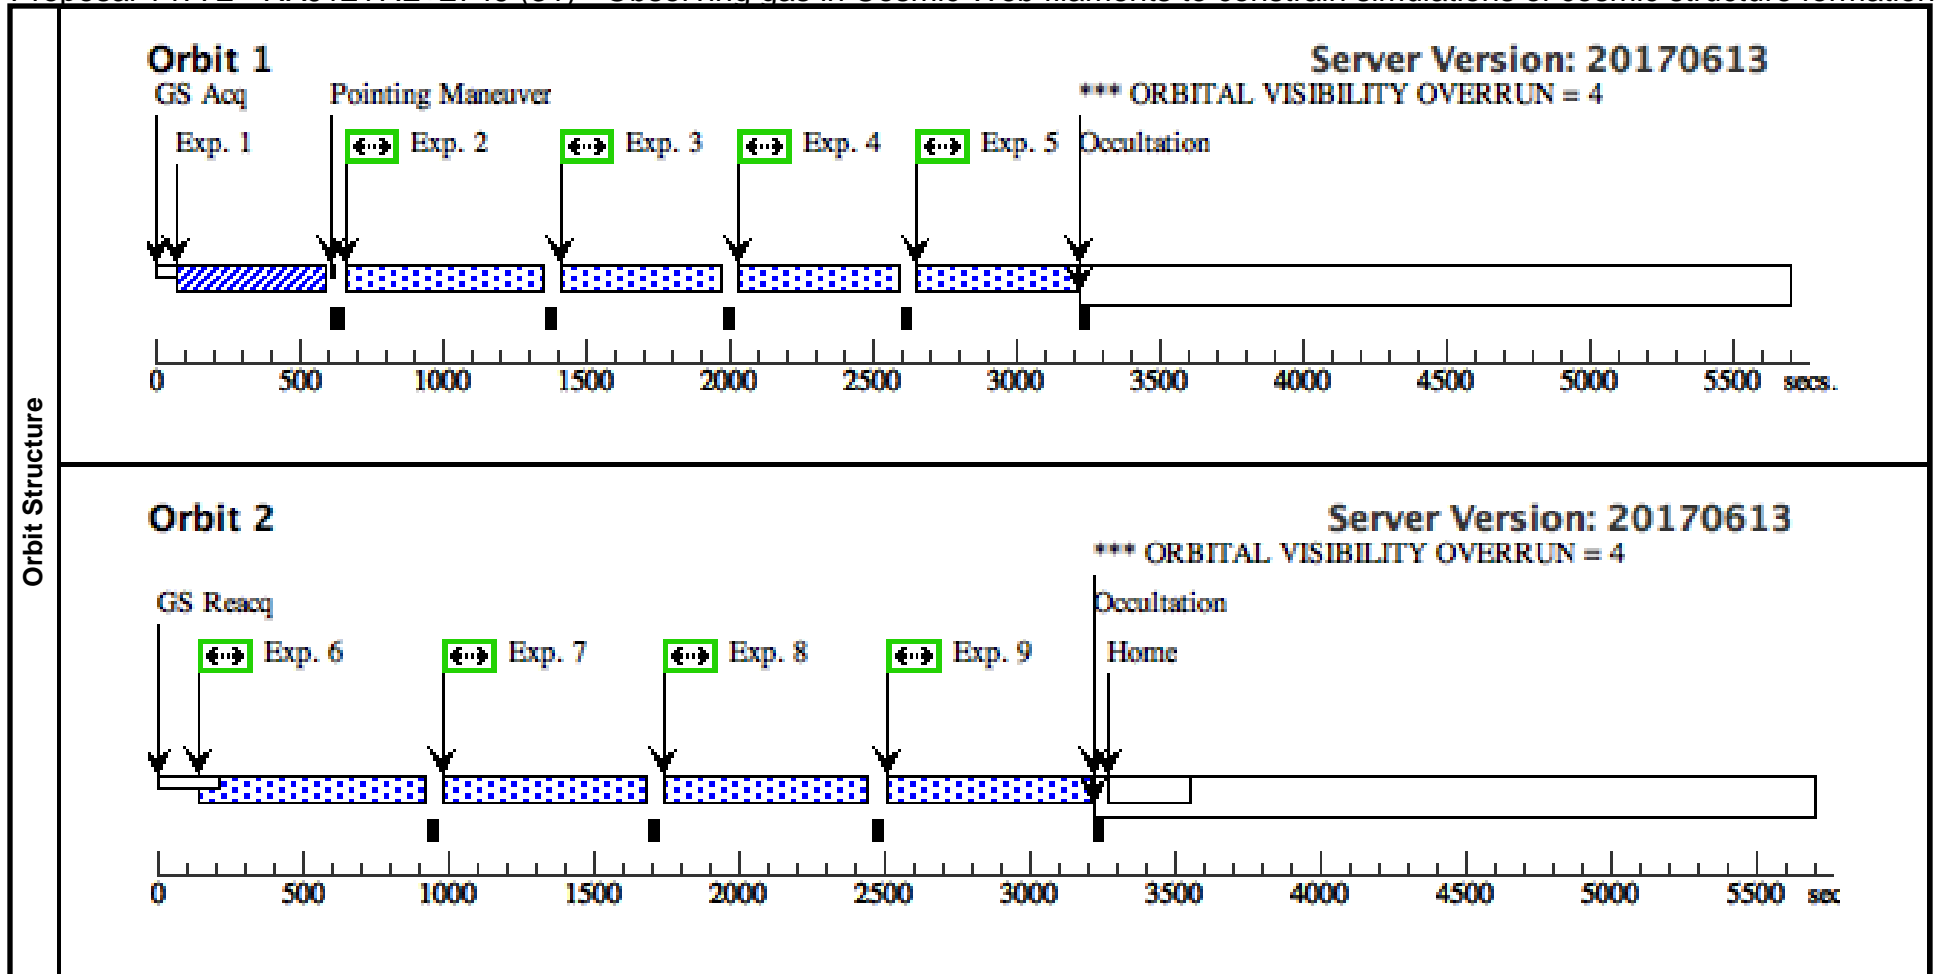 Orbit Structure
Orbit 1
Server Version: 20170613
GS Acq
Pointing Maneuver
*** ORBITAL VISIBILITY OVERRUN = 4
Exp. 1
Exp. 2
Exp. 3
Exp. 4
Exp. 5
Occultation
0 500 1000 1500 2000 2500 3000 3500 4000 4500 5000 5500 secs.
Orbit 2
Server Version: 20170613
*** ORBITAL VISIBILITY OVERRUN = 4
GS Reacq
Occultation
Exp. 6
Exp. 7
Exp. 8
Exp. 9
Home
0 500 1000 1500 2000 2500 3000 3500 4000 4500 5000 5500 sec